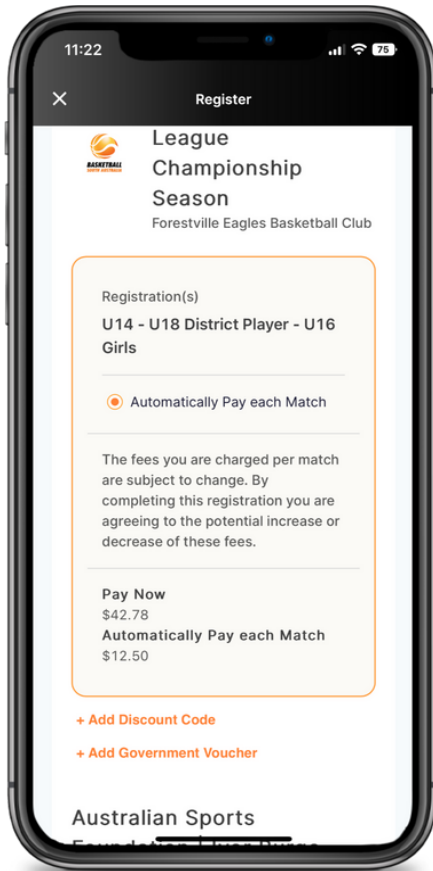 11:22
75
Register
League
Championship
Season
BASKETBALL
SOUTH AUSTRALIA
Forestville Eagles Basketball Club
Registration(s)
U14 - U18 District Player - U16
Girls
Automatically Pay each Match
The fees you are charged per match
are subject to change. By
completing this registration you are
agreeing to the potential increase or
decrease of these fees.
Pay Now
$42.78
Automatically Pay each Match
$12.50
+ Add Discount Code
+ Add Government Voucher
Australian Sports